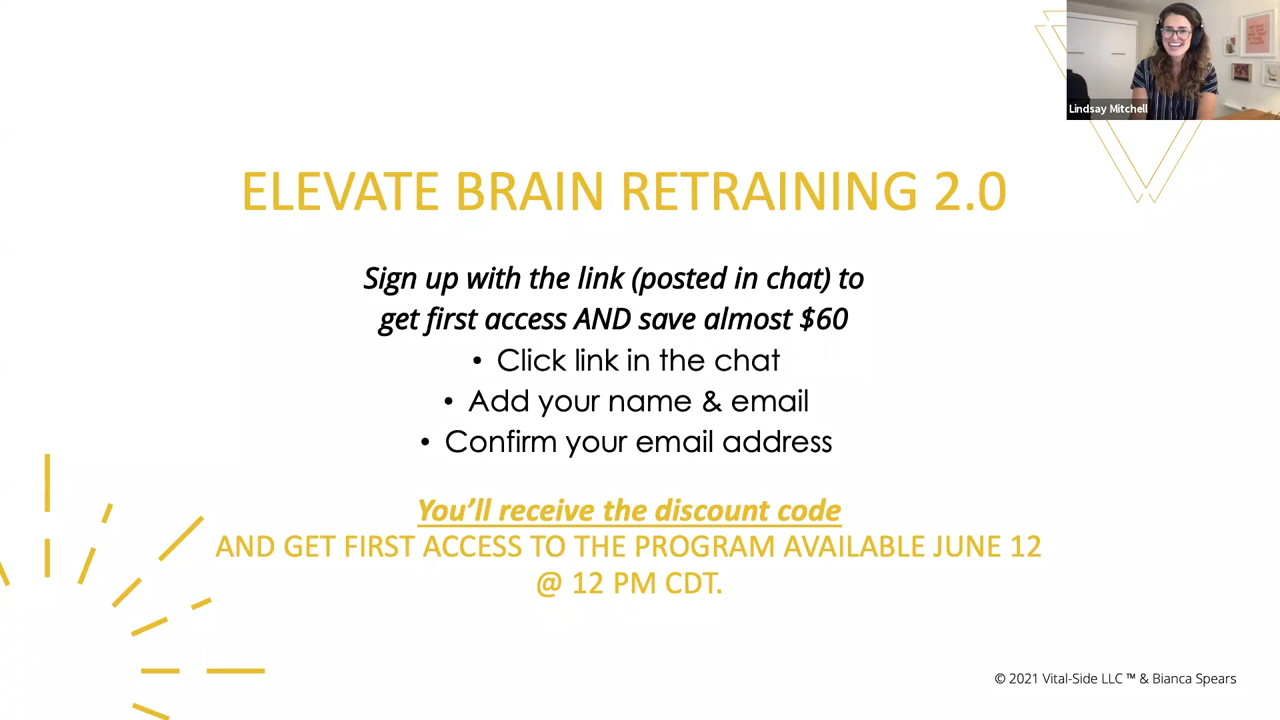 Lindsay Mitchell
ELEVATE BRAIN RETRAINING 2.0
Sign up with the link (posted in chat) to
get first access AND save almost $60
• Click link in the chat
• Add your name & email
• Confirm your email address
You’ll receive the discount code
AND GET FIRST ACCESS TO THE PROGRAM AVAILABLE JUNE 12
@ 12 PM CDT.
© 2021 Vital-Side LLC ™ & Bianca Spears